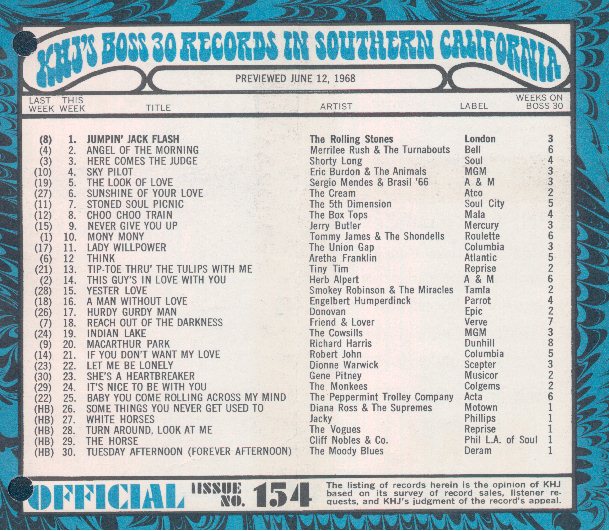 KHJ'S BOSS 30 RECORDS IN SOUTHERN CALIFORNIA
PREVIEWED JUNE 12, 1968
LAST WEEK THIS WEEK TITLE ARTIST LABEL WEEKS ON BOSS 30
(8) 1. JUMPIN' JACK FLASH The Rolling Stones London 3
(4) 2. ANGEL OF THE MORNING Merrilee Rush & The Turnabouts Bell 6
(3) 3. HERE COMES THE JUDGE Shorty Long Soul 4
(10) 4. SKY PILOT Eric Burdon & The Animals MGM 3
(19) 5. THE LOOK OF LOVE Sergio Mendes & Brasil '66 A & M 3
(27) 6. SUNSHINE OF YOUR LOVE The Cream Atco 2
(11) 7. STONED SOUL PICNIC The 5th Dimension Soul City 5
(12) 8. CHOO CHOO TRAIN The Box Tops Mala 4
(15) 9. NEVER GIVE YOU UP Jerry Butler Mercury 3
(1) 10. MONY MONY Tommy James & The Shondells Roulette 6
(17) 11. LADY WILLPOWER The Union Gap Columbia 3
(6) 12 THINK Aretha Franklin Atlantic 5
(21) 13. TIP-TOE THRU' THE TULIPS WITH ME Tiny Tim Reprise 2
(2) 14. THIS GUY'S IN LOVE WITH YOU Herb Alpert A & M 6
(28) 15. YESTER LOVE Smokey Robinson & The Miracles Tamla 2
(18) 16. A MAN WITHOUT LOVE Engelbert Humperdinck Parrot 4
(26) 17. HURDY GURDY MAN Donovan Epic 2
(7) 18. REACH OUT OF THE DARKNESS Friend & Lover Verve 7
(24) 19. INDIAN LAKE The Cowsills MGM 3
(9) 20. MACARTHUR PARK Richard Harris Dunhill 8
(14) 21. IF YOU DON'T WANT MY LOVE Robert John Columbia 5
(23) 22. LET ME BE LONELY Dionne Warwick Scepter 3
(30) 23. SHE'S A HEARTBREAKER Gene Pitney Musicor 2
(29) 24. IT'S NICE TO BE WITH YOU The Monkees Colgems 2
(22) 25. BABY YOU COME ROLLING ACROSS MY MIND The Peppermint Trolley Company Acta 6
(HB) 26. SOME THINGS YOU NEVER GET USED TO Diana Ross & The Supremes Motown 1
(HB) 27. WHITE HORSES Jacky Phillips 1
(HB) 28. TURN AROUND, LOOK AT ME The Vogues Reprise 1
(HB) 29. THE HORSE Cliff Nobles & Co. Phil L.A. of Soul 1
(HB) 30. TUESDAY AFTERNOON (FOREVER AFTERNOON) The Moody Blues Deram 1
OFFICIAL ISSUE NO. 154
The listing of records herein is the opinion of KHJ
based on its survey of record sales, listener re-
quests, and KHJ's judgment of the record's appeal.